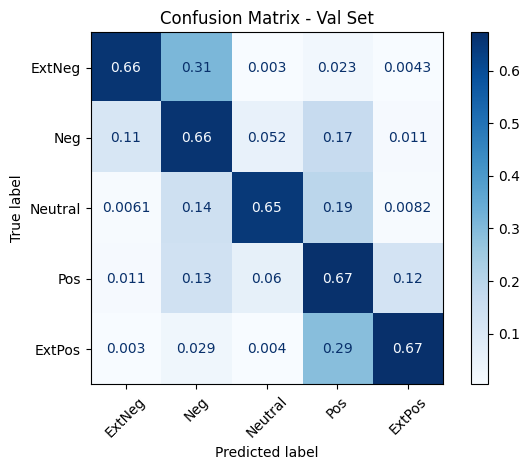 Confusion Matrix - Val Set
True label
ExtNeg 0.66 0.31 0.003 0.023 0.0043
Neg 0.11 0.66 0.052 0.17 0.011
Neutral 0.0061 0.14 0.65 0.19 0.0082
Pos 0.011 0.13 0.06 0.67 0.12
ExtPos 0.003 0.029 0.004 0.29 0.67
ExtNeg Neg Neutral Pos ExtPos
Predicted label
0.6
0.5
0.4
0.3
0.2
0.1